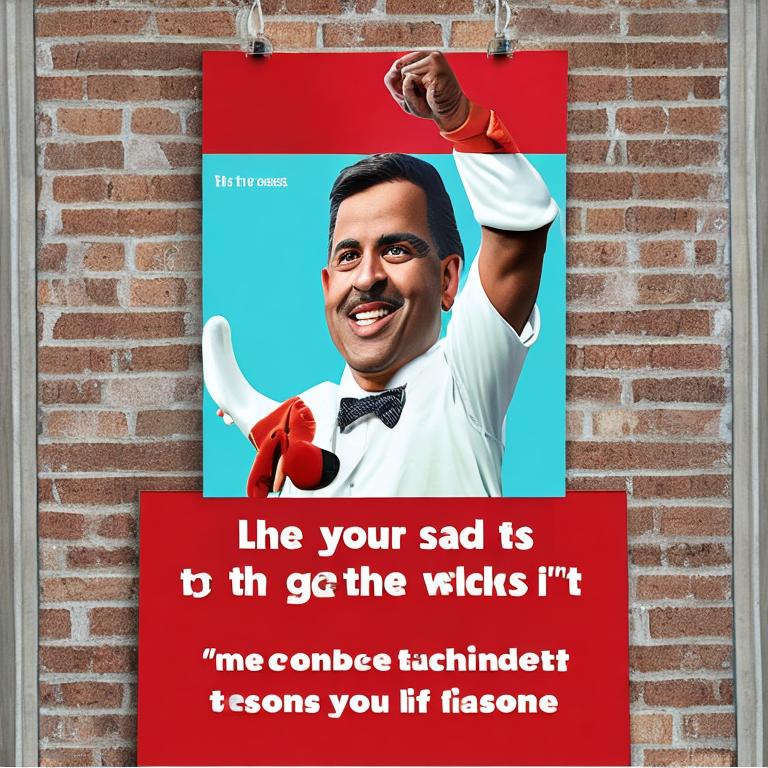 Lhe your sad ts
to th ge the wicks i""t
"me conbee tachindett
tesons you lif fiasone